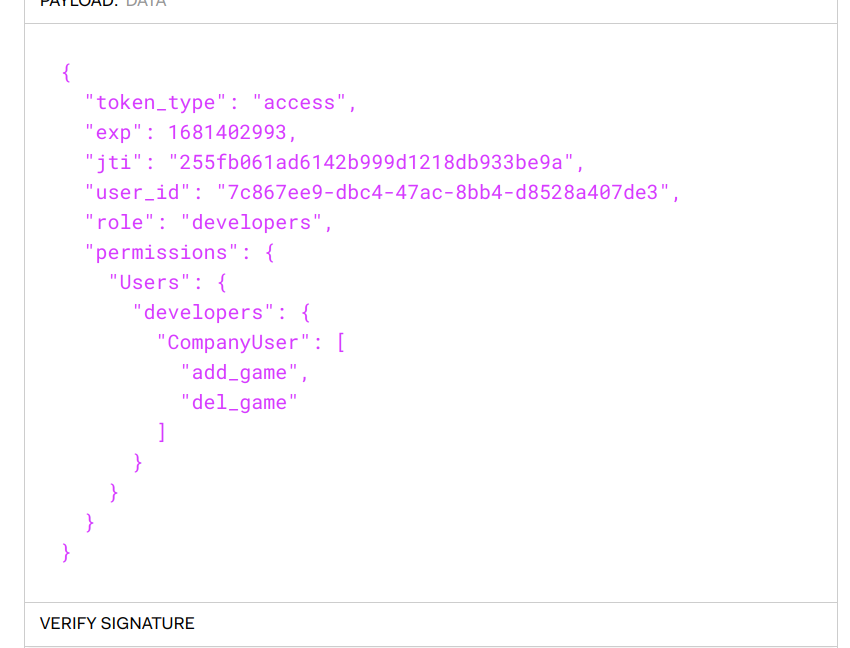 PAYLOAD: DATA
{
"token_type": "access",
"exp": 1681402993,
"jti": "255fb061ad6142b999d1218db933be9a",
"user_id": "7c867ee9-dbc4-47ac-8bb4-d8528a407de3",
"role": "developers",
"permissions": {
"Users": {
"developers": {
"CompanyUser": [
"add_game",
"del_game"
]
}
}
}
}
VERIFY SIGNATURE